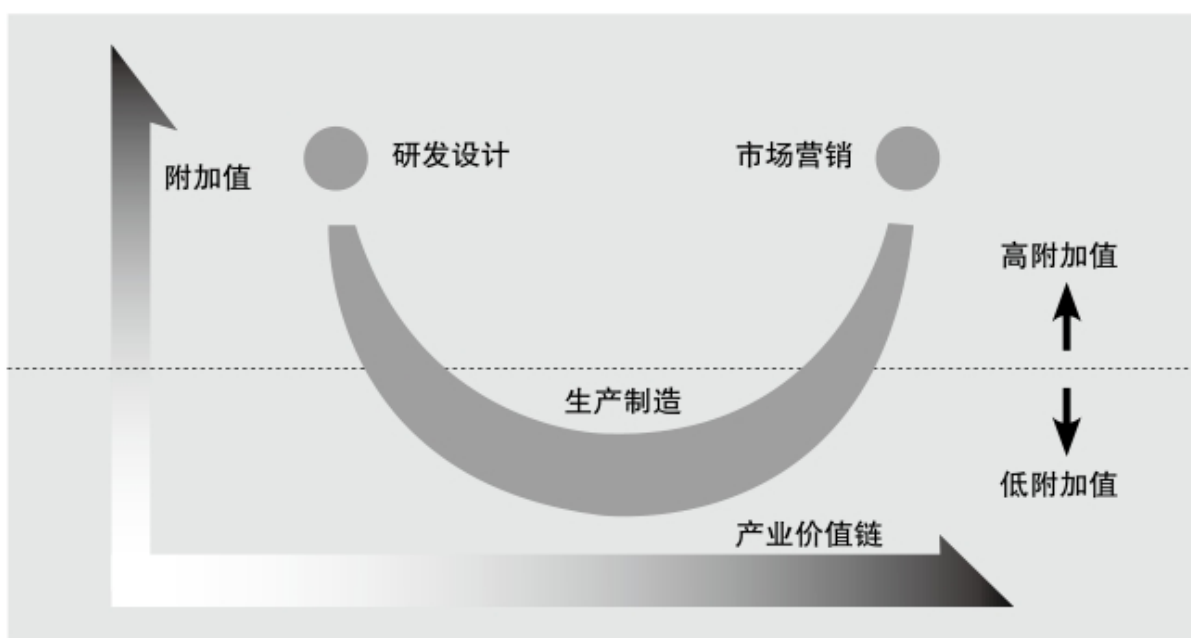 研发设计
市场营销
附加值
高附加值
生产制造
低附加值
产业价值链